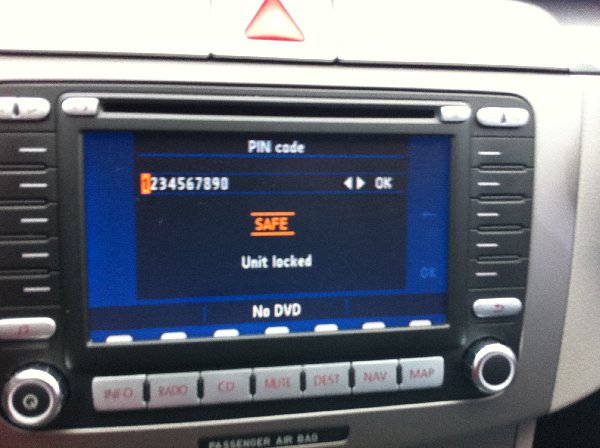 PIN code
1234567890 OK
SAFE
Unit locked
OK
No DVD
INFO RADIO CD MUTE DEST NAV MAP
PASSENGER AIR BAG